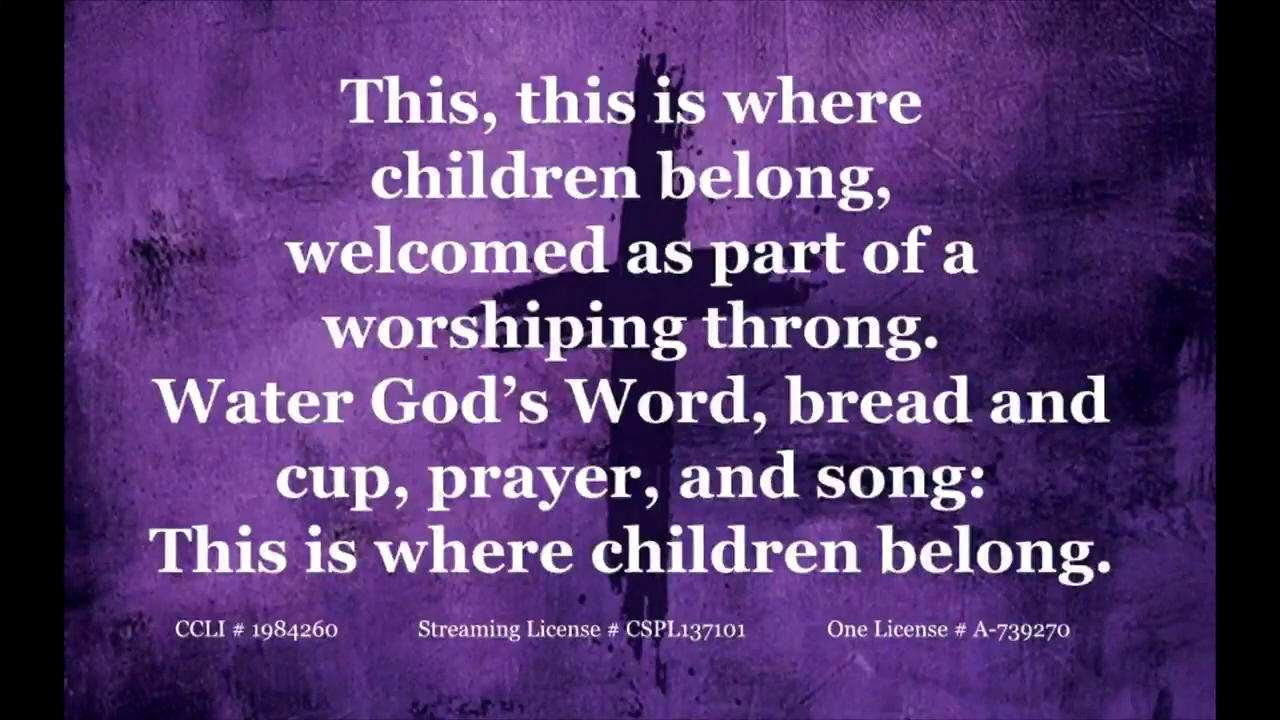 This, this is where
children belong,
welcomed as part of a
worshiping throng.
Water God’s Word, bread and
cup, prayer, and song:
This is where children belong.
CCLI # 1984260 Streaming License # CSPL137101 One License # A-739270